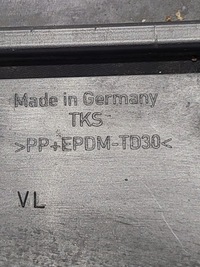 Made in Germany
TKS
>PP+EPDM-TD30<
VL